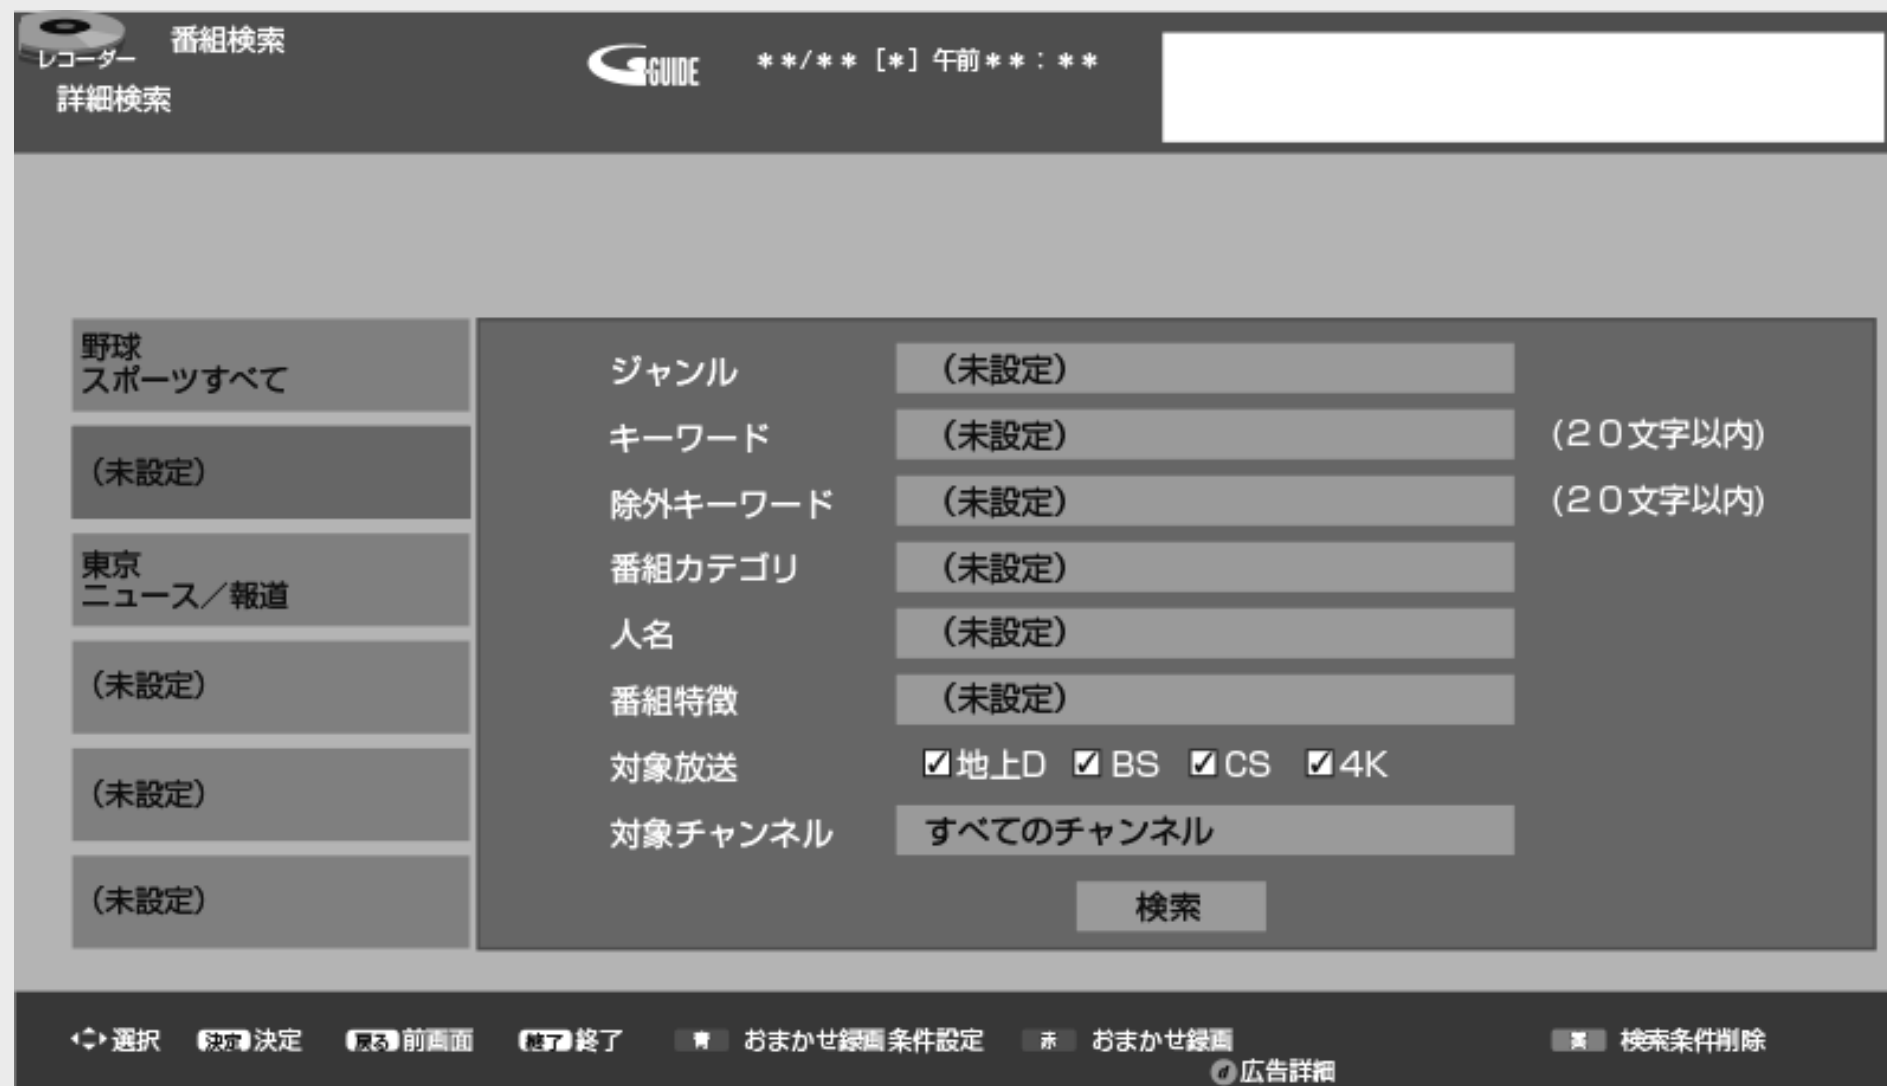 レコーダー
番組検索
詳細検索
G-GUIDE
**/** [*] 午前**:**
野球
スポーツすべて
(未設定)
東京
ニュース/報道
(未設定)
(未設定)
(未設定)
ジャンル (未設定)
キーワード (未設定) (20文字以内)
除外キーワード (未設定) (20文字以内)
番組カテゴリ (未設定)
人名 (未設定)
番組特徴 (未設定)
対象放送 ✓地上D ✓BS ✓CS ✓4K
対象チャンネル すべてのチャンネル
検索
選択 決定 決定 戻る 前画面 終了 終了 青 おまかせ録画条件設定 赤 おまかせ録画 検索条件削除
d 広告詳細